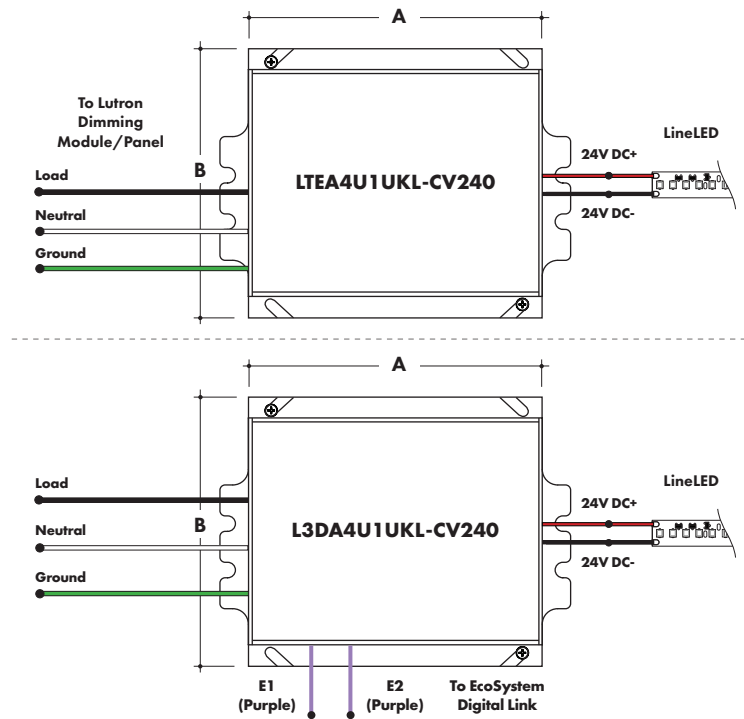 A
To Lutron
Dimming
Module/Panel
LineLED
24V DC+
Load
B
LTEA4U1UKL-CV240
Neutral
24V DC-
Ground
A
Load
LineLED
24V DC+
Neutral
B
L3DA4U1UKL-CV240
24V DC-
Ground
E1
(Purple)
E2
(Purple)
To EcoSystem
Digital Link